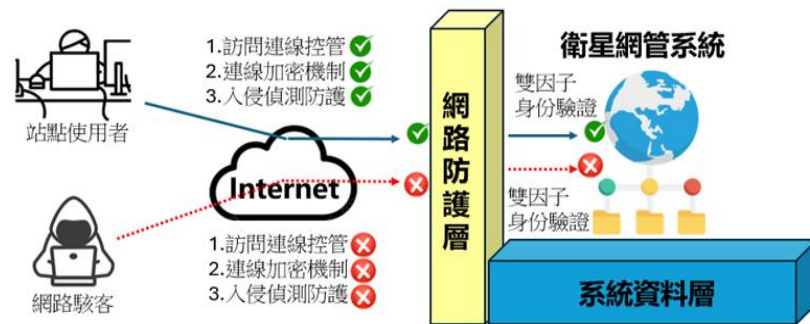 1.訪問連線控管
2.連線加密機制
3.入侵偵測防護
站點使用者
Internet
1.訪問連線控管
2.連線加密機制
3.入侵偵測防護
網路駭客
網路防護層
衛星網管系統
雙因子
身份驗證
雙因子
身份驗證
系統資料層